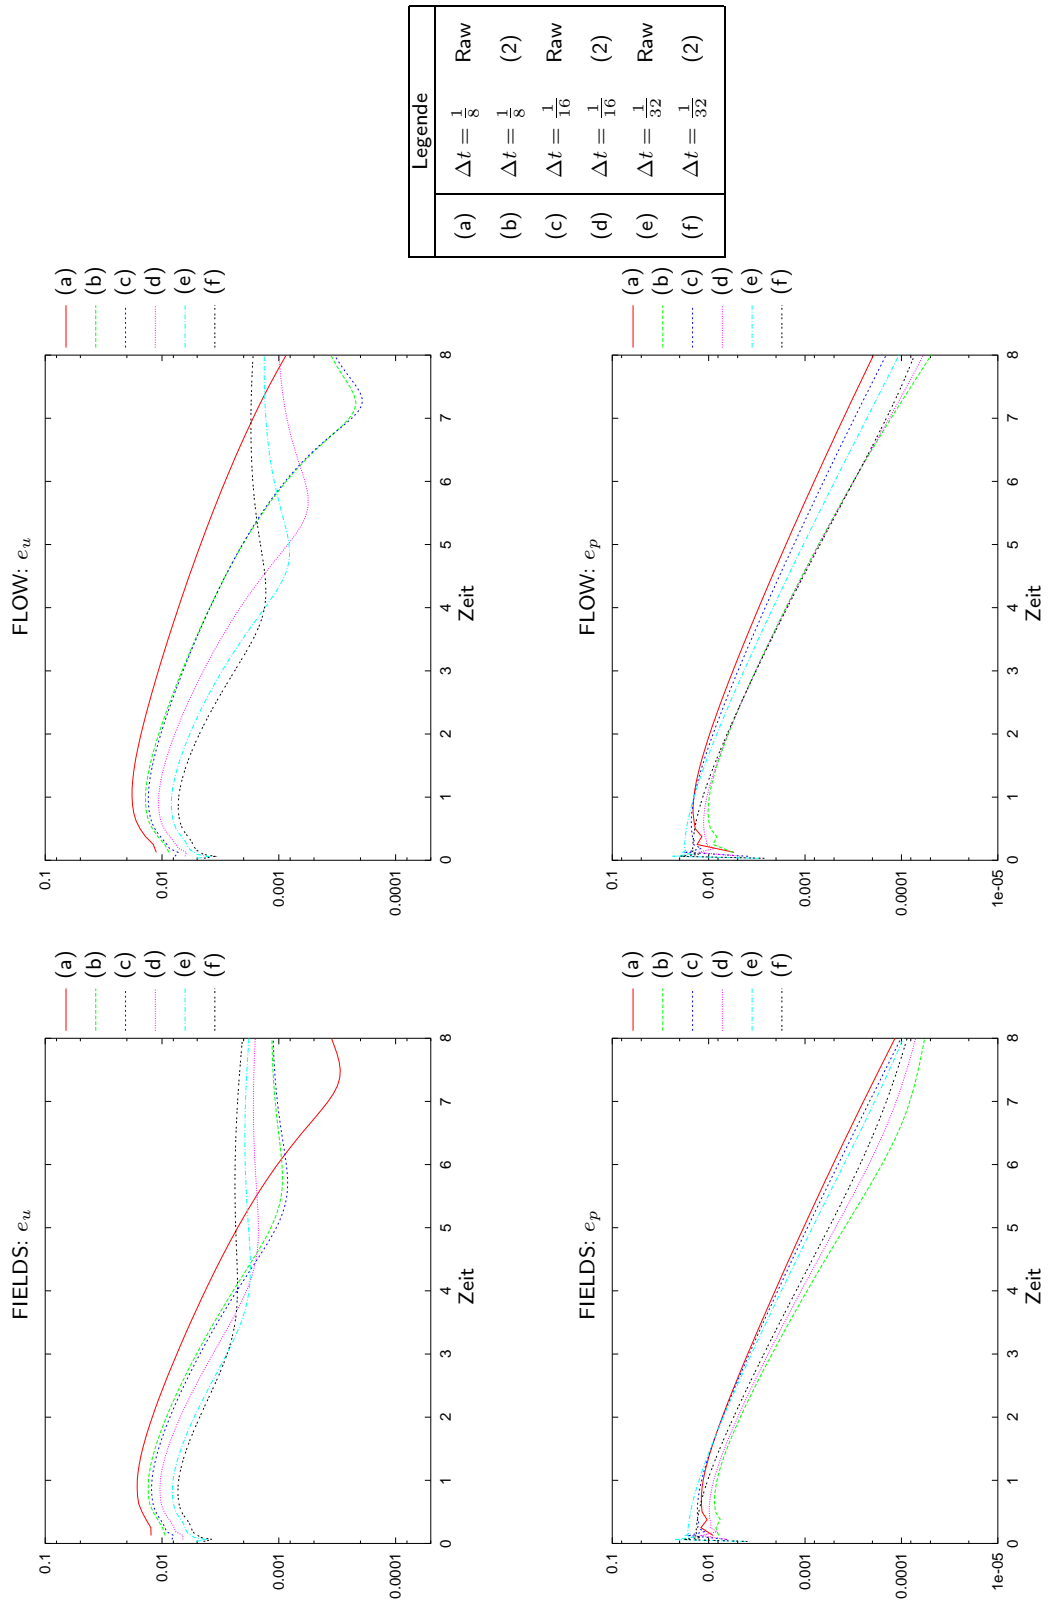 FIELDS: e_u
0.1
0.01
0.001
0.0001
0 1 2 3 4 5 6 7 8
Zeit
(a)
(b)
(c)
(d)
(e)
(f)
FLOW: e_u
0.1
0.01
0.001
0.0001
0 1 2 3 4 5 6 7 8
Zeit
(a)
(b)
(c)
(d)
(e)
(f)
FIELDS: e_p
0.1
0.01
0.001
0.0001
1e-05
0 1 2 3 4 5 6 7 8
Zeit
(a)
(b)
(c)
(d)
(e)
(f)
FLOW: e_p
0.1
0.01
0.001
0.0001
1e-05
0 1 2 3 4 5 6 7 8
Zeit
(a)
(b)
(c)
(d)
(e)
(f)
Legende
(a) Δt = 1/8 Raw
(b) Δt = 1/8 (2)
(c) Δt = 1/16 Raw
(d) Δt = 1/16 (2)
(e) Δt = 1/32 Raw
(f) Δt = 1/32 (2)